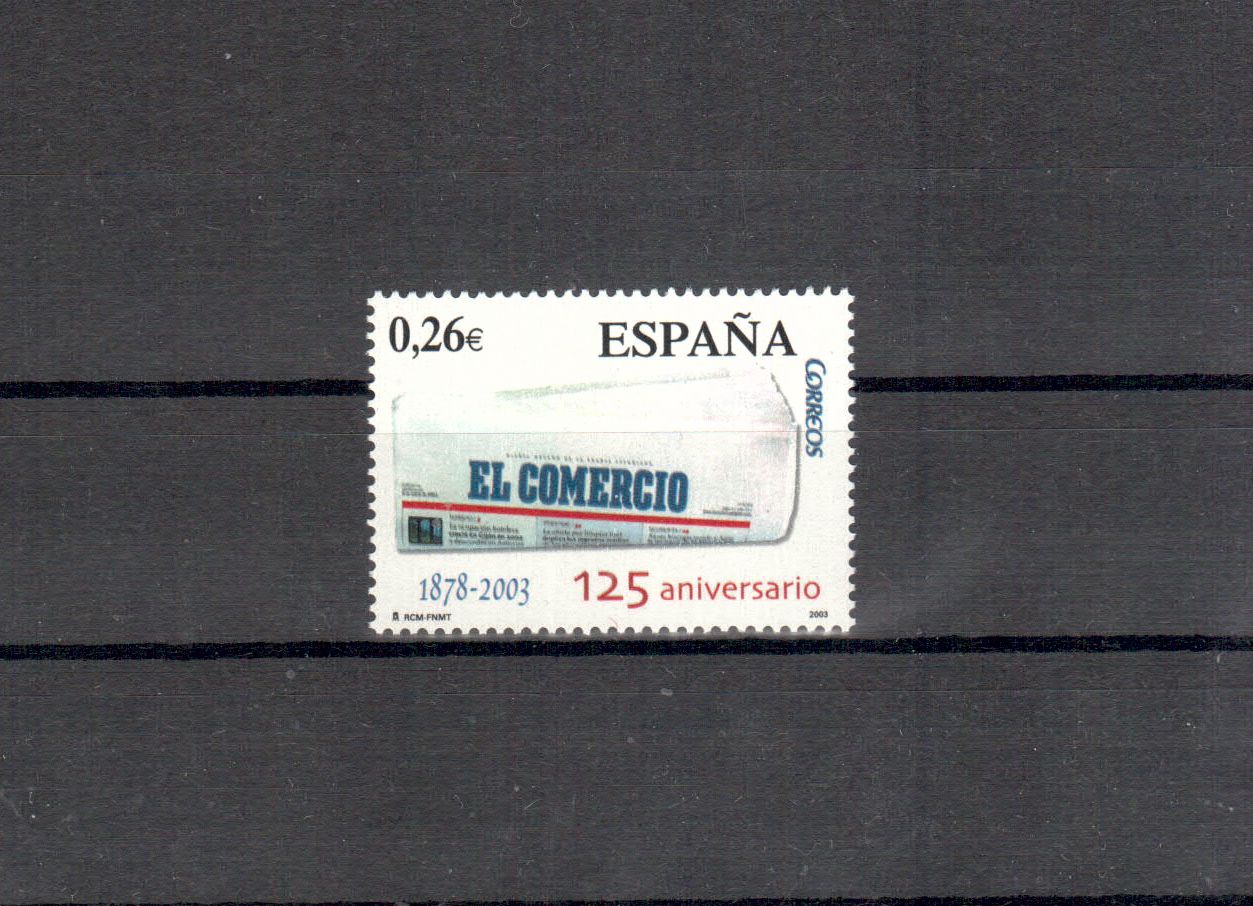 0,26€ ESPAÑA
CORREOS
EL COMERCIO
1878-2003 125 aniversario
RCM-FNMT 2003